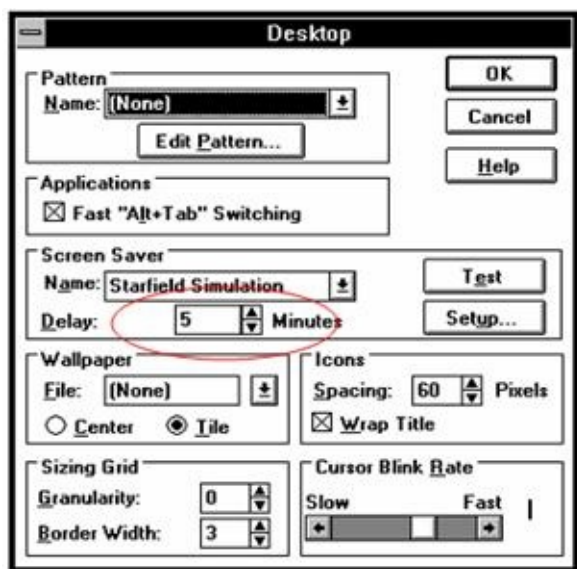 Desktop
Pattern
Name: (None)
Edit Pattern...
OK
Cancel
Help
Applications
Fast "Alt+Tab" Switching
Screen Saver
Name: Starfield Simulation
Delay: 5 Minutes
Test
Setup...
Wallpaper
File: (None)
Center Tile
Icons
Spacing: 60 Pixels
Wrap Title
Sizing Grid
Granularity: 0
Border Width: 3
Cursor Blink Rate
Slow Fast